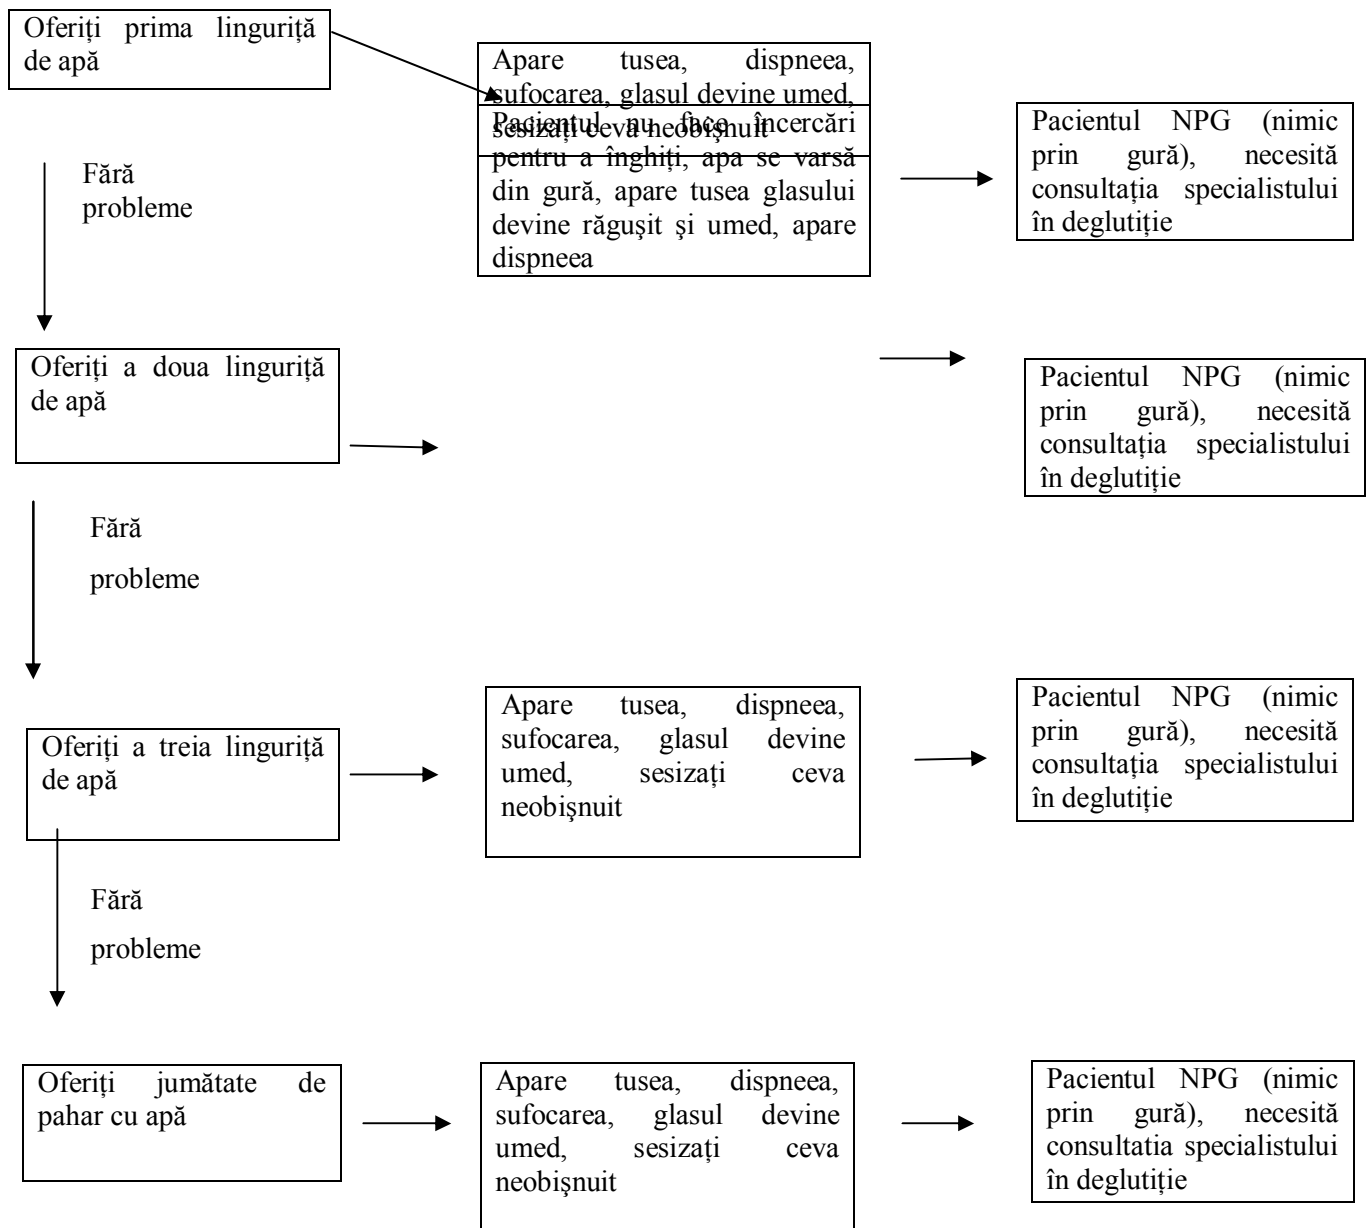 Oferiți prima linguriță
de apă
Apare tusea, dispneea,
sufocarea, glasul devine umed,
sesizați ceva neobişnuit
Pacientul nu face încercări
pentru a înghiți, apa se varsă
din gură, apare tusea glasului
devine răguşit şi umed, apare
dispneea
Pacientul NPG (nimic
prin gură), necesită
consultația specialistului
în deglutiție
Fără
probleme
Oferiți a doua linguriță
de apă
Pacientul NPG (nimic
prin gură), necesită
consultația specialistului
în deglutiție
Fără
probleme
Oferiți a treia linguriță
de apă
Apare tusea, dispneea,
sufocarea, glasul devine
umed, sesizați ceva
neobişnuit
Pacientul NPG (nimic
prin gură), necesită
consultația specialistului
în deglutiție
Fără
probleme
Oferiți jumătate de
pahar cu apă
Apare tusea, dispneea,
sufocarea, glasul devine
umed, sesizați ceva
neobişnuit
Pacientul NPG (nimic
prin gură), necesită
consultatia specialistului
în deglutiție